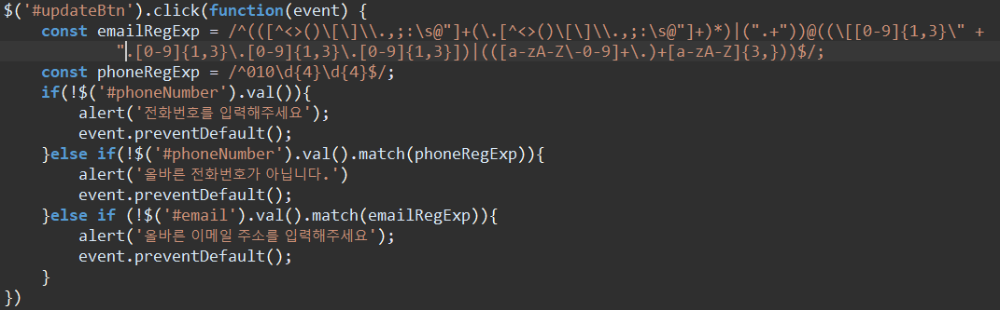 $('#updateBtn').click(function(event) {
    const emailRegExp = /^(([^<>()\[\]\\.,;:\s@"]+(\.[^<>()\[\]\\.,;:\s@"]+)*)|(".+"))@((\[[0-9]{1,3}\" +
            ".[0-9]{1,3}\.[0-9]{1,3}\.[0-9]{1,3}])|(([a-zA-Z\-0-9]+\.)+[a-zA-Z]{3,}))$/;
    const phoneRegExp = /^010\d{4}\d{4}$/;
    if(!$('#phoneNumber').val()){
        alert('전화번호를 입력해주세요');
        event.preventDefault();
    }else if(!$('#phoneNumber').val().match(phoneRegExp)){
        alert('올바른 전화번호가 아닙니다.')
        event.preventDefault();
    }else if (!$('#email').val().match(emailRegExp)){
        alert('올바른 이메일 주소를 입력해주세요');
        event.preventDefault();
    }
})